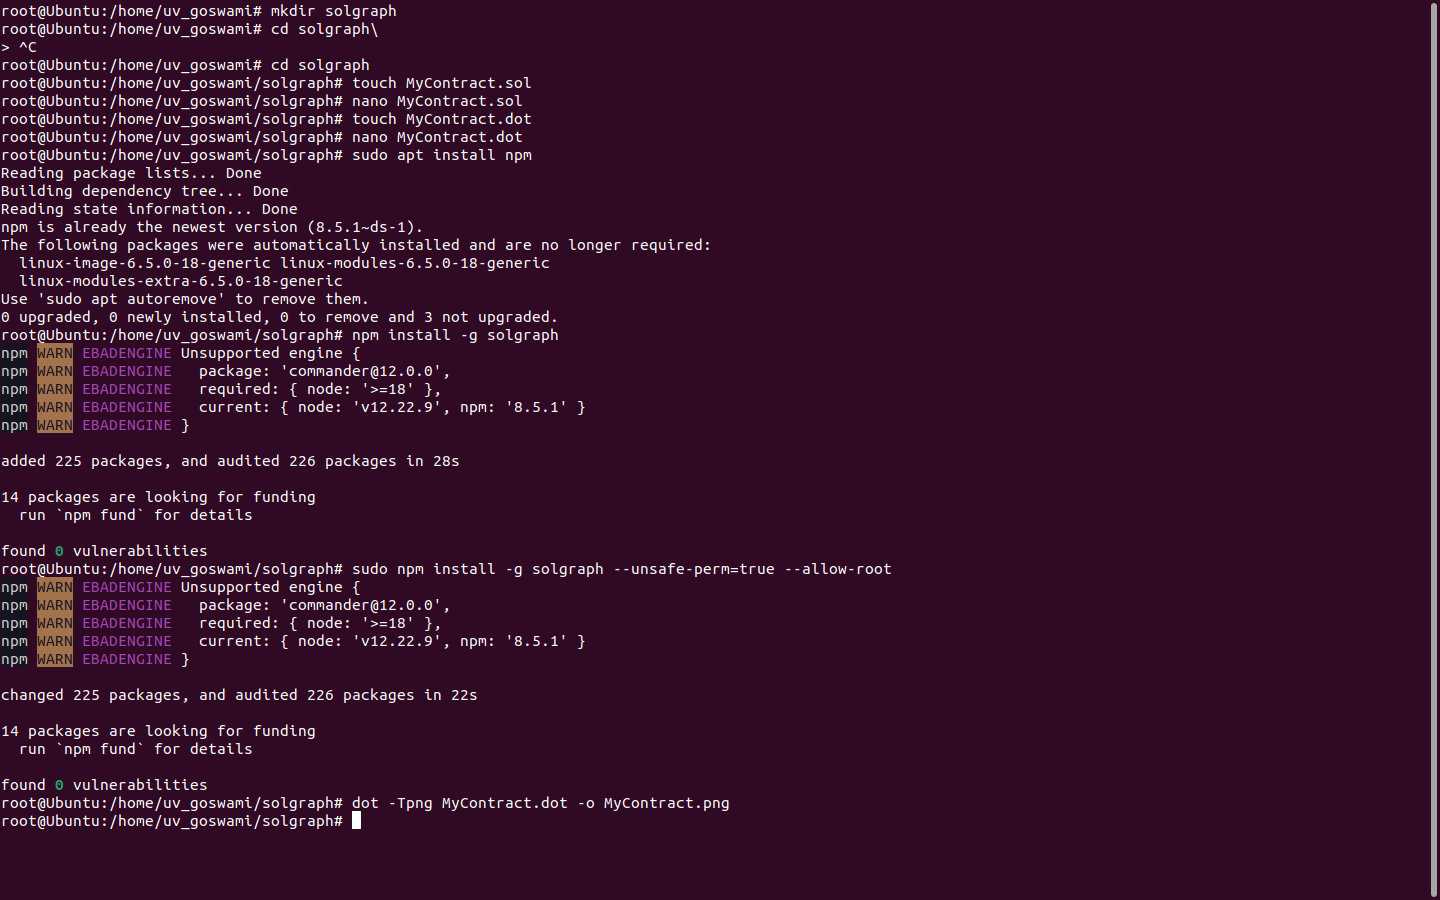 root@Ubuntu:/home/uv_goswami# mkdir solgraph
root@Ubuntu:/home/uv_goswami# cd solgraph\
> ^C
root@Ubuntu:/home/uv_goswami# cd solgraph
root@Ubuntu:/home/uv_goswami/solgraph# touch MyContract.sol
root@Ubuntu:/home/uv_goswami/solgraph# nano MyContract.sol
root@Ubuntu:/home/uv_goswami/solgraph# touch MyContract.dot
root@Ubuntu:/home/uv_goswami/solgraph# nano MyContract.dot
root@Ubuntu:/home/uv_goswami/solgraph# sudo apt install npm
Reading package lists... Done
Building dependency tree... Done
Reading state information... Done
npm is already the newest version (8.5.1~ds-1).
The following packages were automatically installed and are no longer required:
  linux-image-6.5.0-18-generic linux-modules-6.5.0-18-generic
  linux-modules-extra-6.5.0-18-generic
Use 'sudo apt autoremove' to remove them.
0 upgraded, 0 newly installed, 0 to remove and 3 not upgraded.
root@Ubuntu:/home/uv_goswami/solgraph# npm install -g solgraph
npm WARN EBADENGINE Unsupported engine {
npm WARN EBADENGINE   package: 'commander@12.0.0',
npm WARN EBADENGINE   required: { node: '>=18' },
npm WARN EBADENGINE   current: { node: 'v12.22.9', npm: '8.5.1' }
npm WARN EBADENGINE }
added 225 packages, and audited 226 packages in 28s
14 packages are looking for funding
  run `npm fund` for details
found 0 vulnerabilities
root@Ubuntu:/home/uv_goswami/solgraph# sudo npm install -g solgraph --unsafe-perm=true --allow-root
npm WARN EBADENGINE Unsupported engine {
npm WARN EBADENGINE   package: 'commander@12.0.0',
npm WARN EBADENGINE   required: { node: '>=18' },
npm WARN EBADENGINE   current: { node: 'v12.22.9', npm: '8.5.1' }
npm WARN EBADENGINE }
changed 225 packages, and audited 226 packages in 22s
14 packages are looking for funding
  run `npm fund` for details
found 0 vulnerabilities
root@Ubuntu:/home/uv_goswami/solgraph# dot -Tpng MyContract.dot -o MyContract.png
root@Ubuntu:/home/uv_goswami/solgraph#